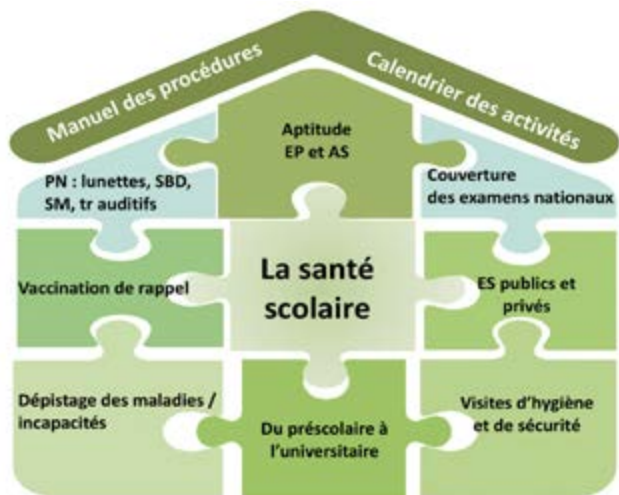 Manuel des procédures
Calendrier des activités
Aptitude
EP et AS
PN : lunettes, SBD,
SM, tr auditifs
Couverture
des examens nationaux
Vaccination de rappel
La santé
scolaire
ES publics et
privés
Dépistage des maladies /
incapacités
Du préscolaire à
l'universitaire
Visites d'hygiène
et de sécurité